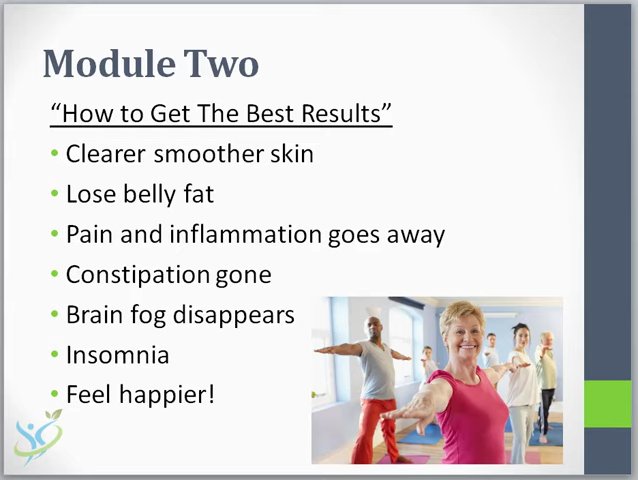 Module Two
“How to Get The Best Results”
• Clearer smoother skin
• Lose belly fat
• Pain and inflammation goes away
• Constipation gone
• Brain fog disappears
• Insomnia
• Feel happier!